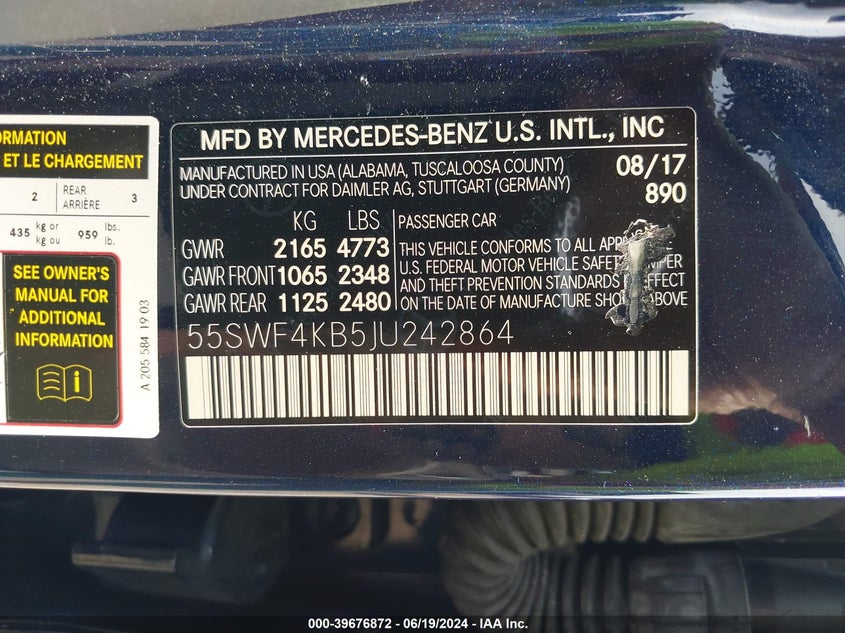 ORMATION
ET LE CHARGEMENT
2 REAR ARRIÈRE 3
435 kg or kg ou 959 lbs. lb.
SEE OWNER'S
MANUAL FOR
ADDITIONAL
INFORMATION
A 205 584 19 03
MFD BY MERCEDES-BENZ U.S. INTL., INC
MANUFACTURED IN USA (ALABAMA, TUSCALOOSA COUNTY) 08/17
UNDER CONTRACT FOR DAIMLER AG, STUTTGART (GERMANY) 890
KG LBS PASSENGER CAR
GVWR 2165 4773
GAWR FRONT 1065 2348
GAWR REAR 1125 2480
THIS VEHICLE CONFORMS TO ALL
U.S. FEDERAL MOTOR VEHICLE
AND THEFT PREVENTION STANDARDS
ON THE DATE OF MANUFACTURE ABOVE
55SWF4KB5JU242864
000-39676872 - 06/19/2024 - IAA Inc.